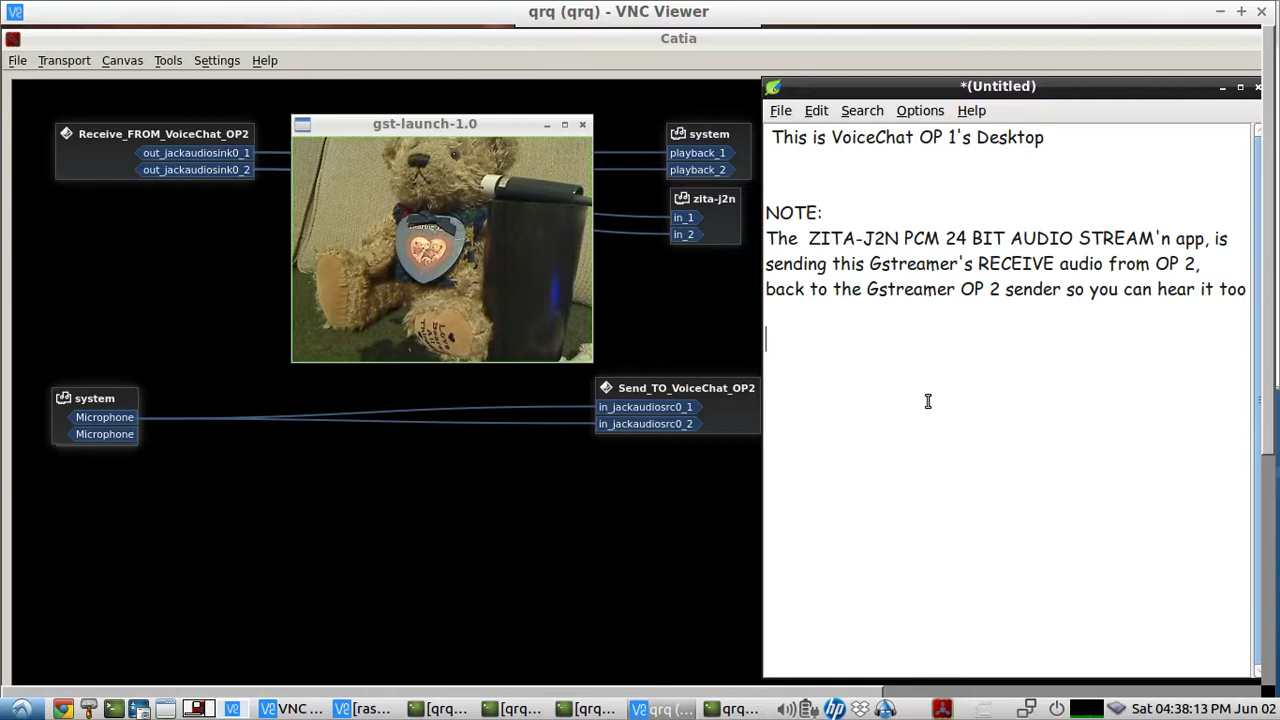 qrq (qrq) - VNC Viewer
Catia
File Transport Canvas Tools Settings Help
*(Untitled)
File Edit Search Options Help
Receive_FROM_VoiceChat_OP2
out_jackaudiosink0_1
out_jackaudiosink0_2
gst-launch-1.0
system
playback_1
playback_2
zita-j2n
in_1
in_2
This is VoiceChat OP 1's Desktop
NOTE:
The ZITA-J2N PCM 24 BIT AUDIO STREAM'n app, is
sending this Gstreamer's RECEIVE audio from OP 2,
back to the Gstreamer OP 2 sender so you can hear it too
system
Microphone
Microphone
Send_TO_VoiceChat_OP2
in_jackaudiosrc0_1
in_jackaudiosrc0_2
VNC ... [ras... [qrq... [qrq... [qrq... qrq (... qrq... Sat 04:38:13 PM Jun 02